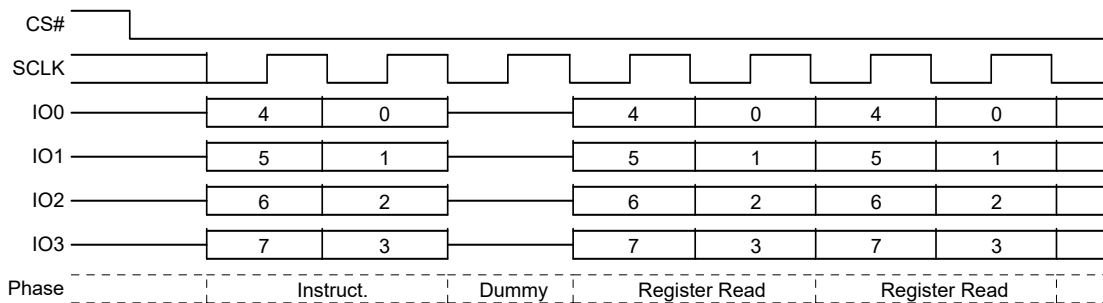 CS#
SCLK
IO0 4 0 4 0 4 0
IO1 5 1 5 1 5 1
IO2 6 2 6 2 6 2
IO3 7 3 7 3 7 3
Phase Instruct. Dummy Register Read Register Read